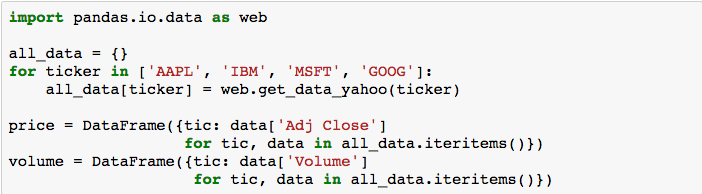 import pandas.io.data as web

all_data = {}
for ticker in ['AAPL', 'IBM', 'MSFT', 'GOOG']:
    all_data[ticker] = web.get_data_yahoo(ticker)

price = DataFrame({tic: data['Adj Close']
                   for tic, data in all_data.iteritems()})
volume = DataFrame({tic: data['Volume']
                    for tic, data in all_data.iteritems()})